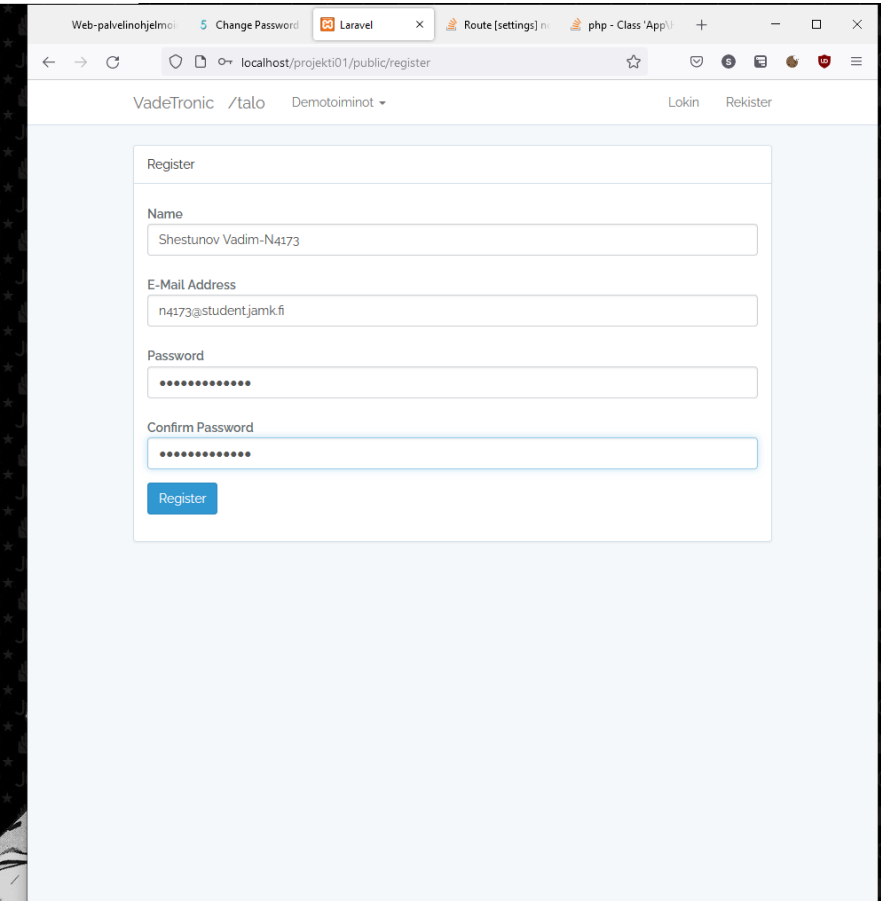 Web-palvelinohjelmoi
Change Password
Laravel
Route [settings] n
php - Class 'App\
localhost/projekti01/public/register
VadeTronic /talo Demotoiminot Lokin Rekister
Register
Name
Shestunov Vadim-N4173
E-Mail Address
n4173@student.jamk.fi
Password
•••••••••••••
Confirm Password
•••••••••••••
Register